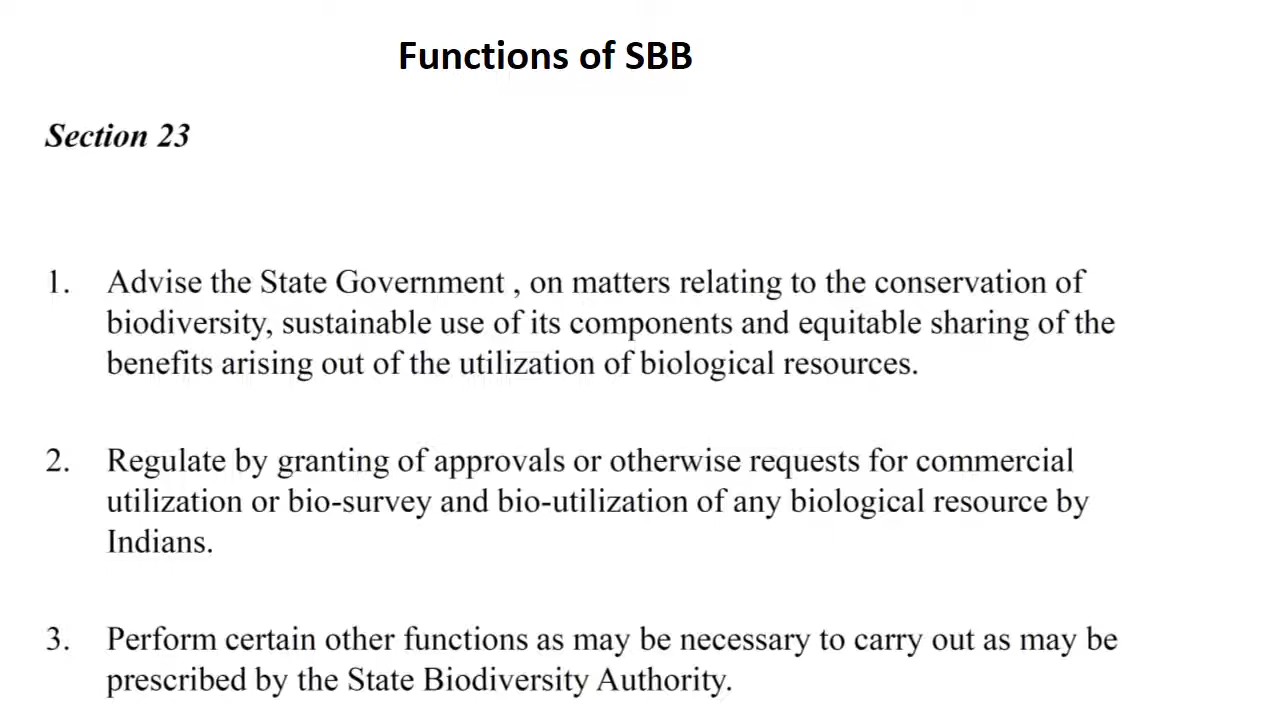 Functions of SBB
Section 23
1. Advise the State Government , on matters relating to the conservation of
biodiversity, sustainable use of its components and equitable sharing of the
benefits arising out of the utilization of biological resources.
2. Regulate by granting of approvals or otherwise requests for commercial
utilization or bio-survey and bio-utilization of any biological resource by
Indians.
3. Perform certain other functions as may be necessary to carry out as may be
prescribed by the State Biodiversity Authority.